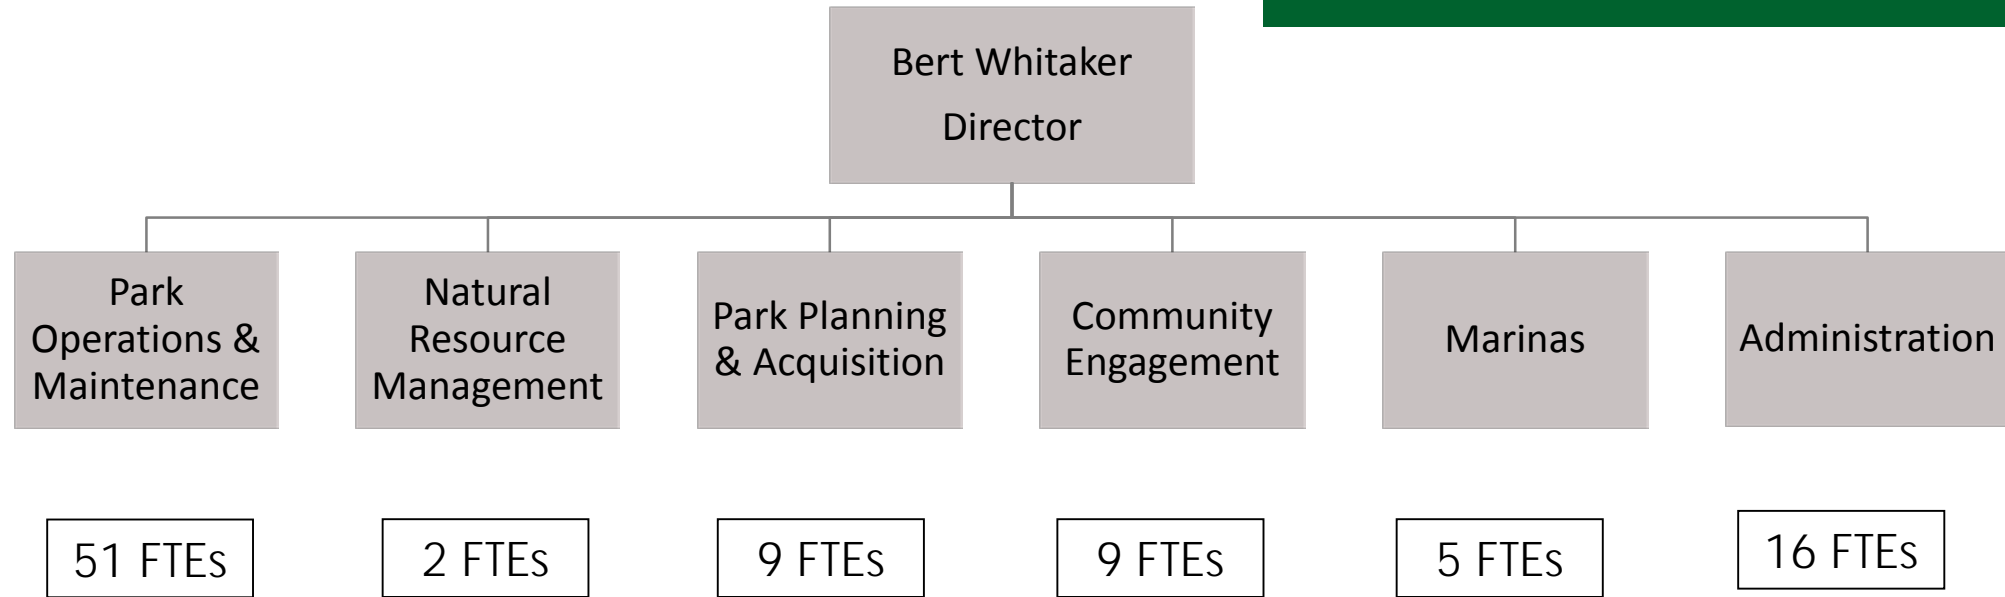 Bert Whitaker
Director
Park
Operations &
Maintenance
Natural
Resource
Management
Park Planning
& Acquisition
Community
Engagement
Marinas
Administration
51 FTEs
2 FTEs
9 FTEs
9 FTEs
5 FTEs
16 FTEs